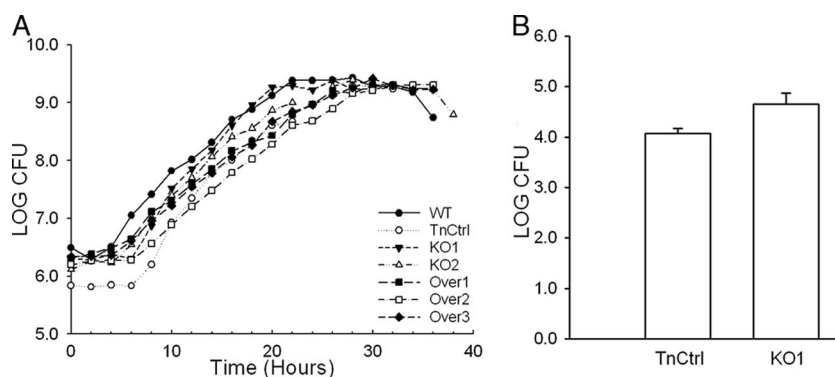 A
10.0
9.0
8.0
7.0
6.0
5.0
LOG CFU
0
10
20
30
40
Time (Hours)
WT
TnCtrl
KO1
KO2
Over1
Over2
Over3
B
6.0
5.0
4.0
3.0
2.0
1.0
0.0
LOG CFU
TnCtrl
KO1